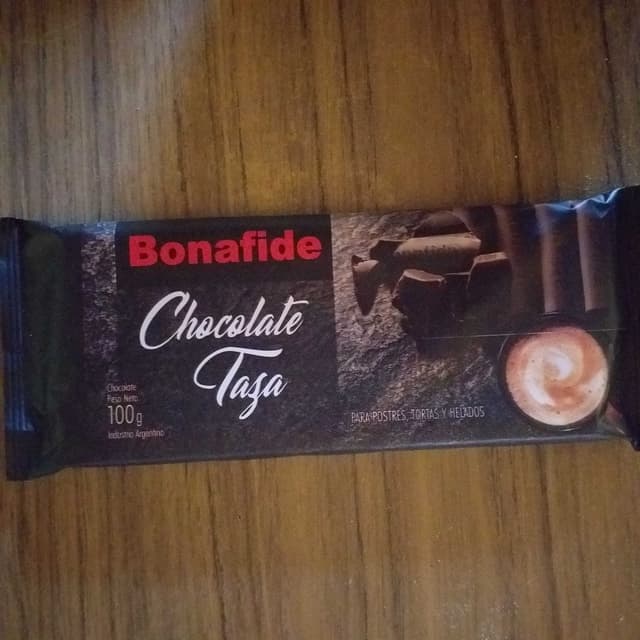 Bonafide
Chocolate
Taza
Chocolate
Peso Neto
100g
Industria Argentina
PARA POSTRES, TORTAS Y HELADOS